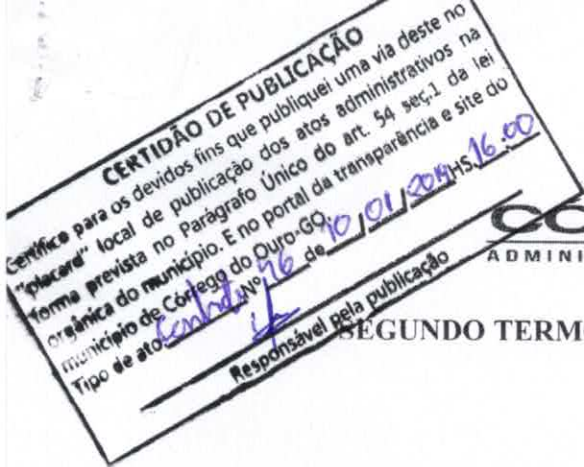 CERTIDÃO DE PUBLICAÇÃO
Certifico para os devidos fins que publiquei uma via deste no
"placard" local de publicação dos atos administrativos na
forma prevista no Parágrafo Único do art. 54 seç.1 da lei
orgânica do município. E no portal da transparência e site do
município de Córrego do Ouro-GO.
Tipo de ato Contrato Nº 46 de 10/01/2019 HS. 16.00
Responsável pela publicação
ADMINI
SEGUNDO TERM